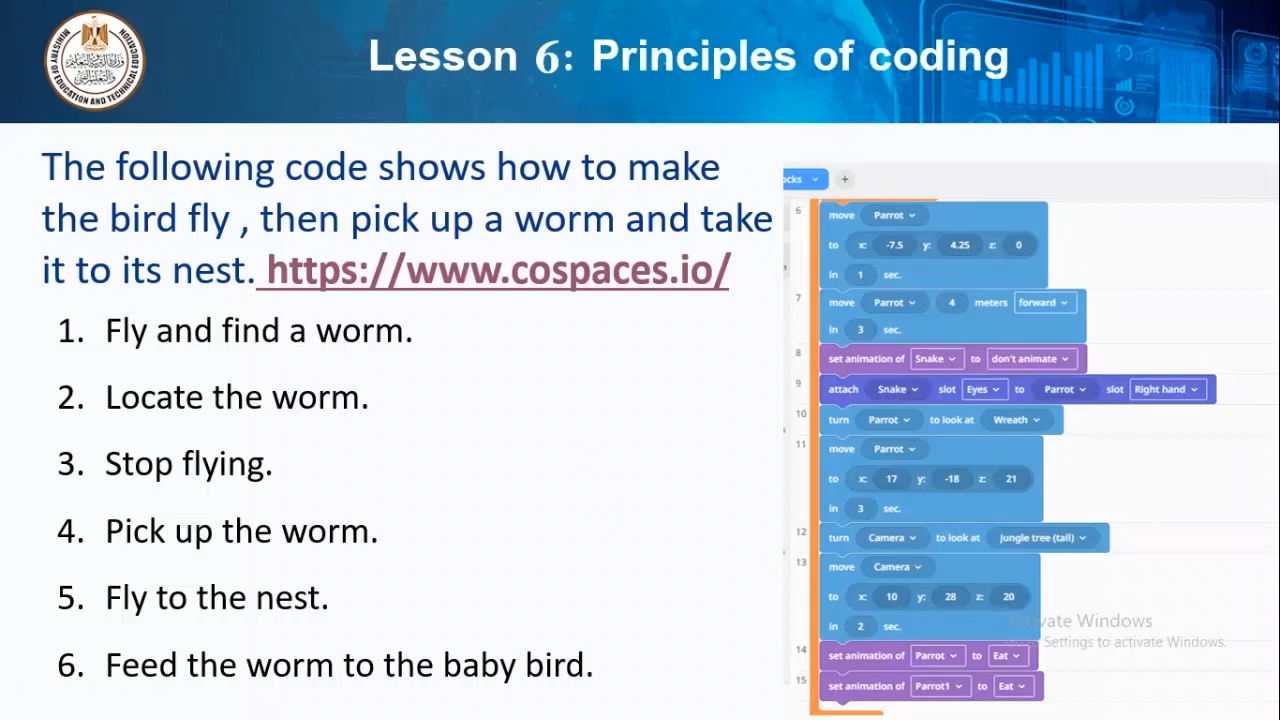 Lesson 6: Principles of coding
MINISTRY OF EDUCATION AND TECHNICAL EDUCATION
The following code shows how to make
the bird fly , then pick up a worm and take
it to its nest. https://www.cospaces.io/
1. Fly and find a worm.
2. Locate the worm.
3. Stop flying.
4. Pick up the worm.
5. Fly to the nest.
6. Feed the worm to the baby bird.
ocks +
6 move Parrot
to x: -7.5 y: 4.25 z: 0
in 1 sec.
7 move Parrot 4 meters forward
in 3 sec.
8 set animation of Snake to don't animate
9 attach Snake slot Eyes to Parrot slot Right hand
10 turn Parrot to look at Wreath
11 move Parrot
to x: 17 y: -18 z: 21
in 3 sec.
12 turn Camera to look at Jungle tree (tall)
13 move Camera
to x: 10 y: 28 z: 20
in 2 sec.
14 set animation of Parrot to Eat
15 set animation of Parrot1 to Eat
Activate Windows
Settings to activate Windows.